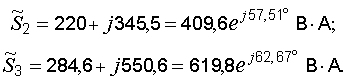 S̃₂ = 220 + j345,5 = 409,6e^{j57,51°} В·А;
S̃₃ = 284,6 + j550,6 = 619,8e^{j62,67°} В·А.